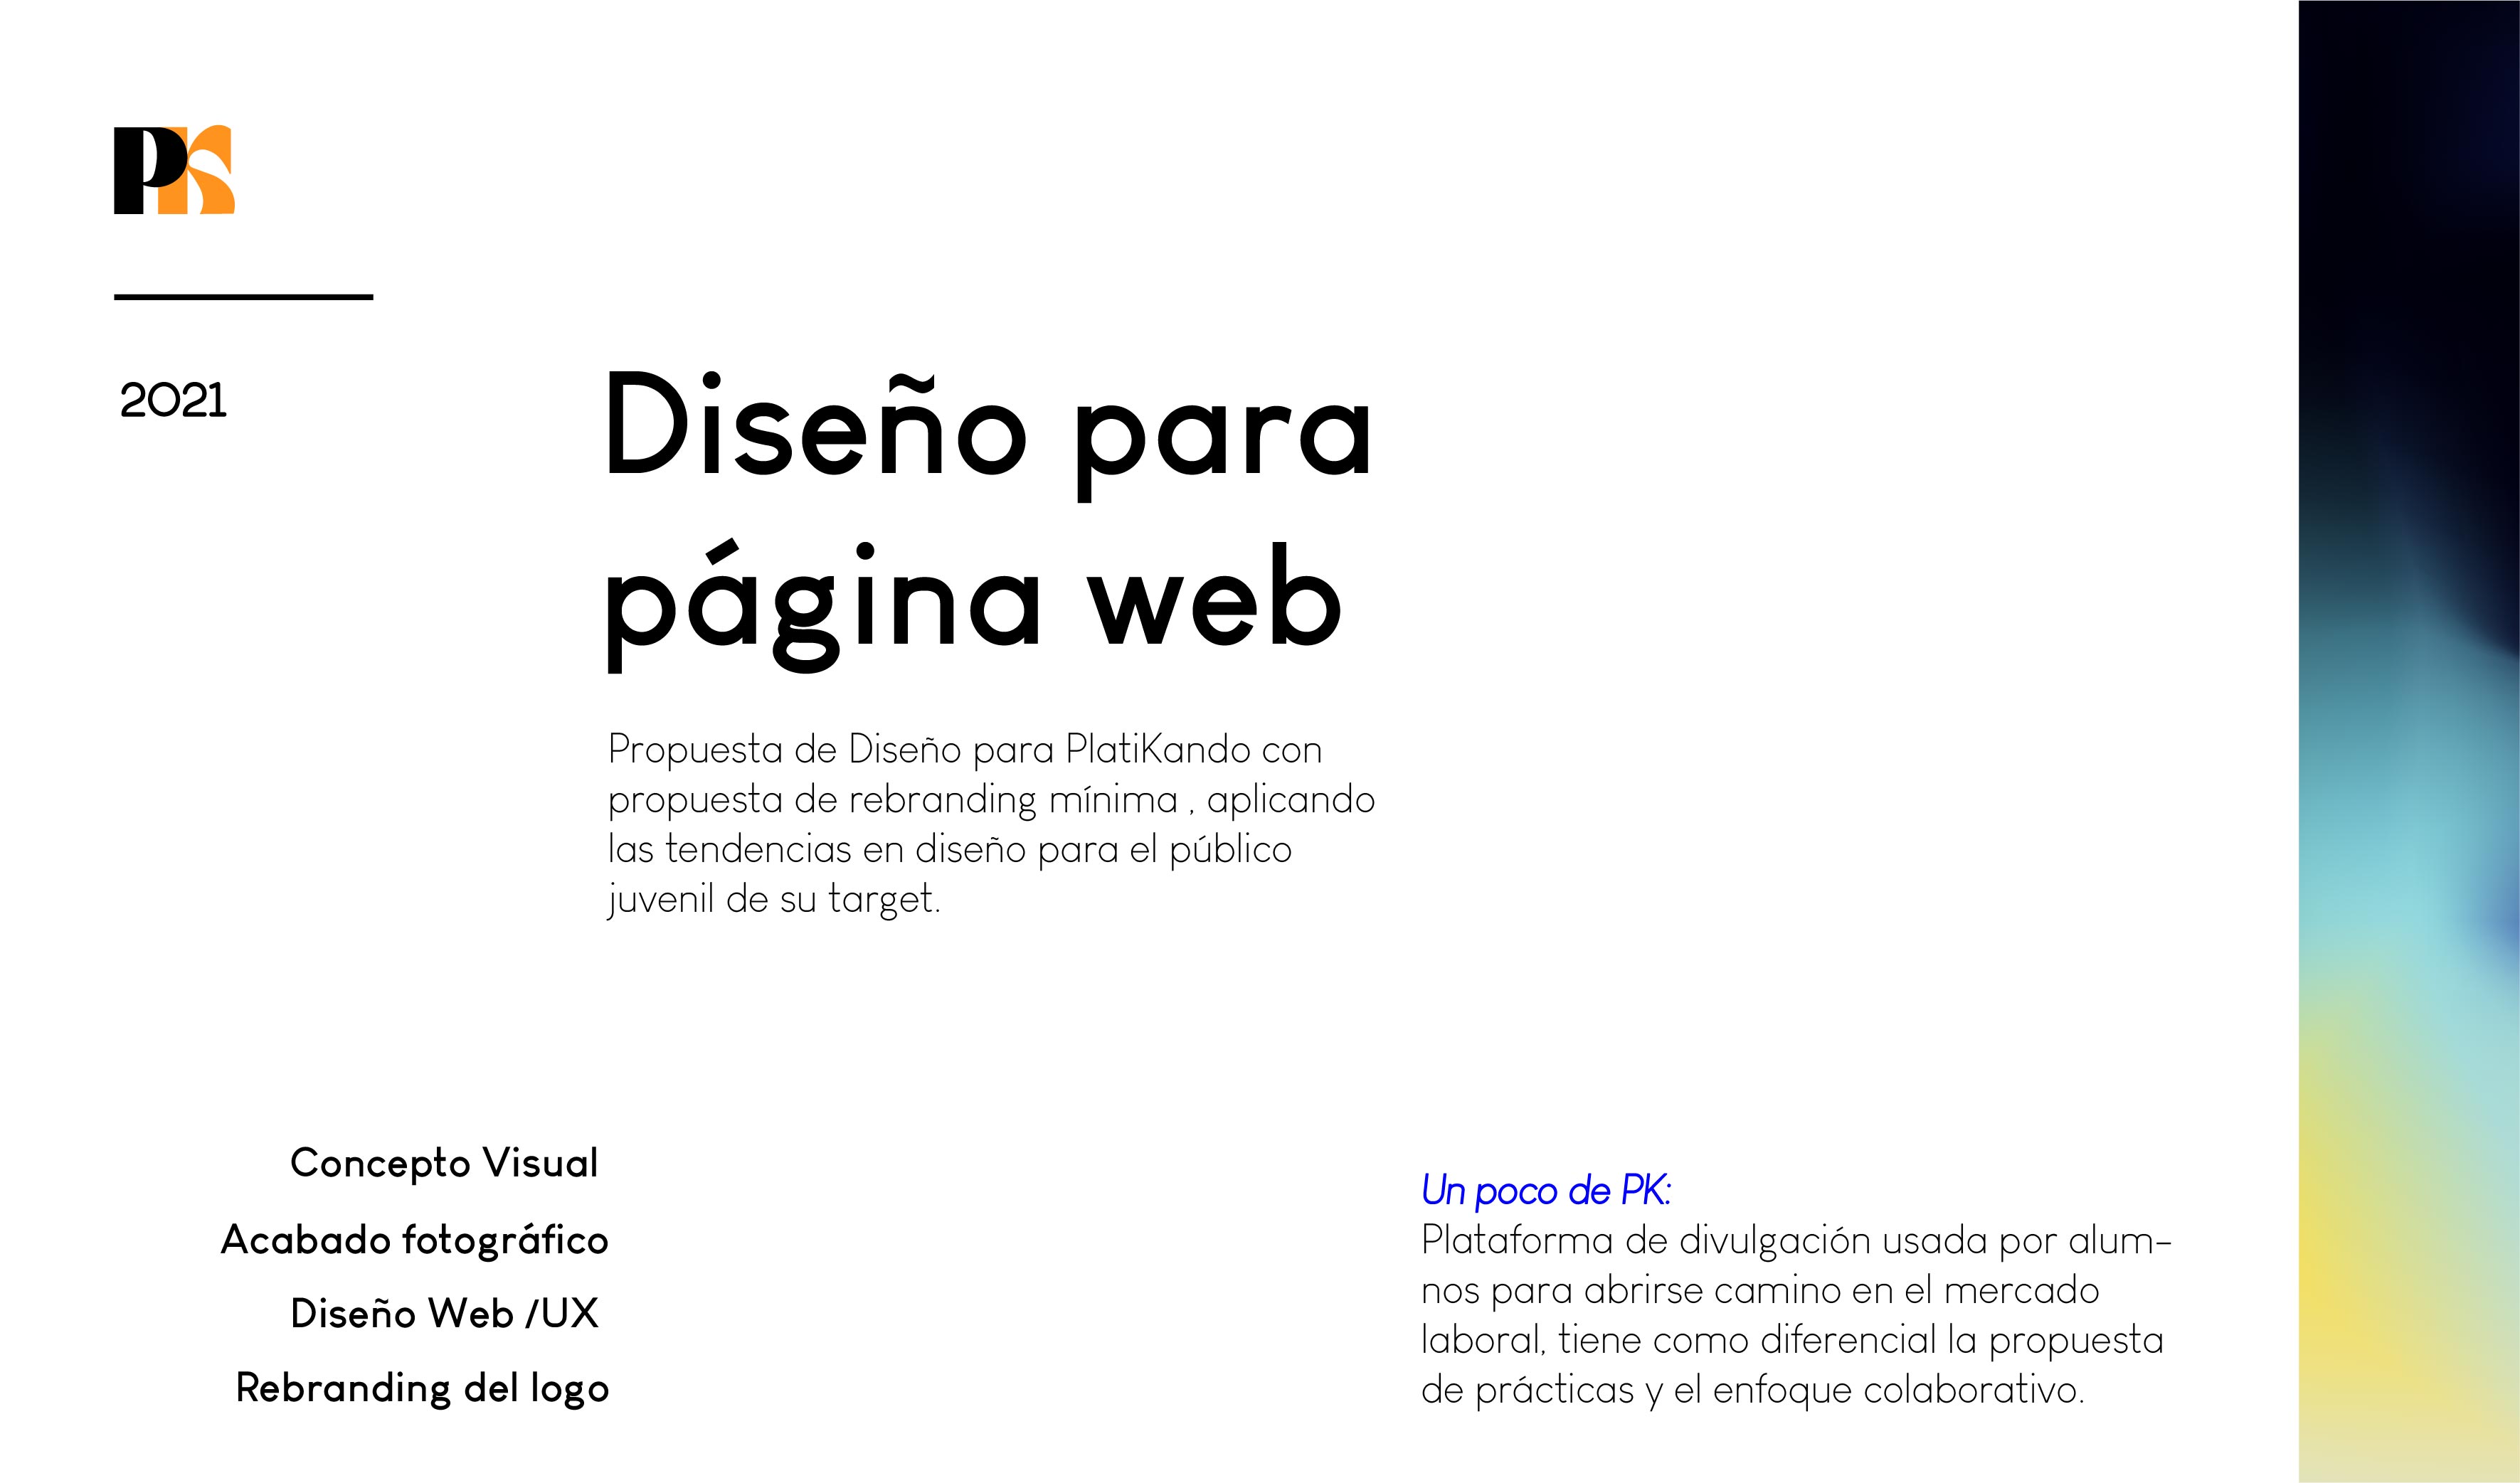 PK
2021
Diseño para
página web
Propuesta de Diseño para PlatiKando con
propuesta de rebranding mínima , aplicando
las tendencias en diseño para el público
juvenil de su target.
Concepto Visual
Acabado fotográfico
Diseño Web /UX
Rebranding del logo
Un poco de PK:
Plataforma de divulgación usada por alum-
nos para abrirse camino en el mercado
laboral, tiene como diferencial la propuesta
de prácticas y el enfoque colaborativo.